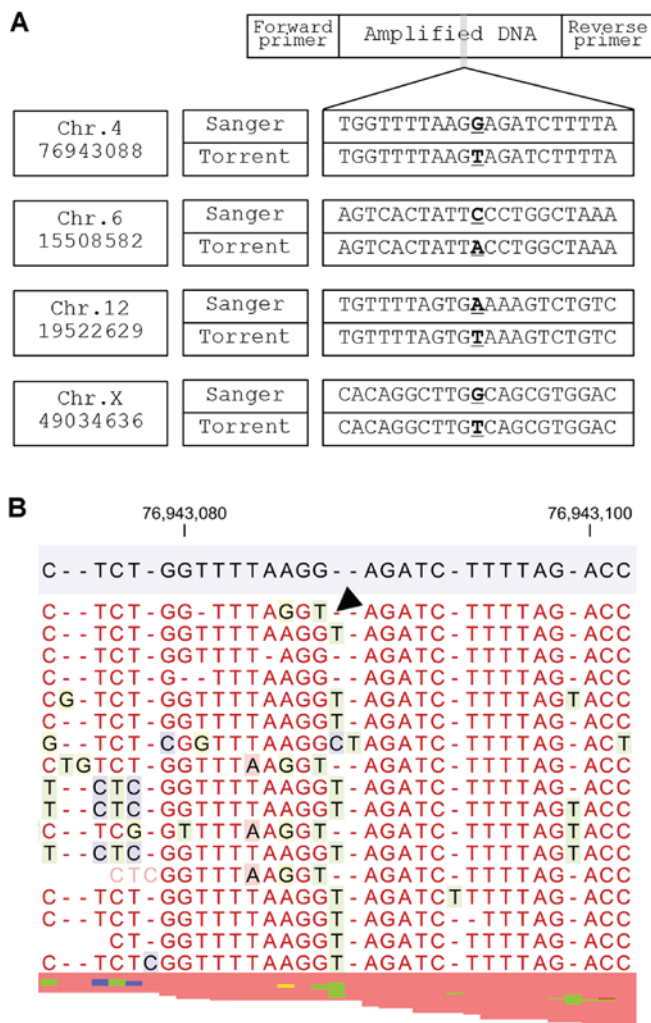 A
Forward primer
Amplified DNA
Reverse primer
Chr.4
76943088
Sanger
TGGTTTTAAGGAGATCTTTTA
Torrent
TGGTTTTAAGTAGATCTTTTA
Chr.6
15508582
Sanger
AGTCACTATTCCCTGGCTAAA
Torrent
AGTCACTATTACCTGGCTAAA
Chr.12
19522629
Sanger
TGTTTTAGTGAAAAGTCTGTC
Torrent
TGTTTTAGTGTAAAGTCTGTC
Chr.X
49034636
Sanger
CACAGGCTTGGCAGCGTGGAC
Torrent
CACAGGCTTGTCAGCGTGGAC
B
76,943,080 76,943,100
C--TCT-GGTTTTAAGG--AGATC-TTTTAG-ACC
C--TCT-GG-TTTAGGT--AGATC-TTTTAG-ACC
C--TCT-GGTTTTAAGGT-AGATC-TTTTAG-ACC
C--TCT-GGTTTT-AGG--AGATC-TTTTAG-ACC
C--TCT-G--TTTAAGG--AGATC-TTTTAG-ACC
CG-TCT-GGTTTTAAGGT-AGATC-TTTTAGTACC
C--TCT-GGTTTTAAGGT-AGATC-TTTTAG-ACC
G--TCT-CGGTTTAAGGCTAGATC-TTTTAG-ACT
CTGTCT-GGTTTAAGGT--AGATC-TTTTAG-ACC
T--CTC-GGTTTTAAGGT-AGATC-TTTTAG-ACC
T--CTC-GGTTTTAAGGT-AGATC-TTTTAGTACC
C--TCG-GTTTTAAGGT--AGATC-TTTTAGTACC
T--CTC-GGTTTTAAGGT-AGATC-TTTTAGTACC
CTCGGTTTAAGGT--AGATC-TTTTAG-ACC
C--TCT-GGTTTTAAGGT-AGATCTTTTTAG-ACC
C--TCT-GGTTTTAAGGT-AGATC--TTTAG-ACC
CT-GGTTTTAAGGT-AGATC-TTTTAG-ACC
C--TCTCGGTTTTAAGGT-AGATC-TTTTAG-ACC